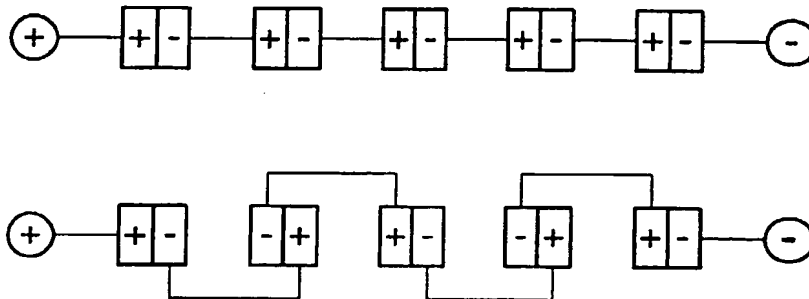 + + - + - + - + - + - -
+ + - - + + - - + + - -